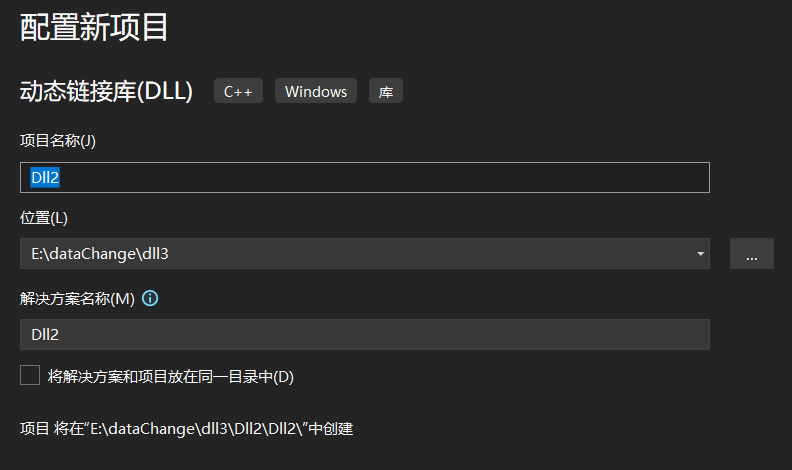 配置新项目
动态链接库(DLL) C++ Windows 库
项目名称(J)
Dll2
位置(L)
E:\dataChange\dll3 ...
解决方案名称(M)
Dll2
将解决方案和项目放在同一目录中(D)
项目 将在“E:\dataChange\dll3\Dll2\Dll2\”中创建